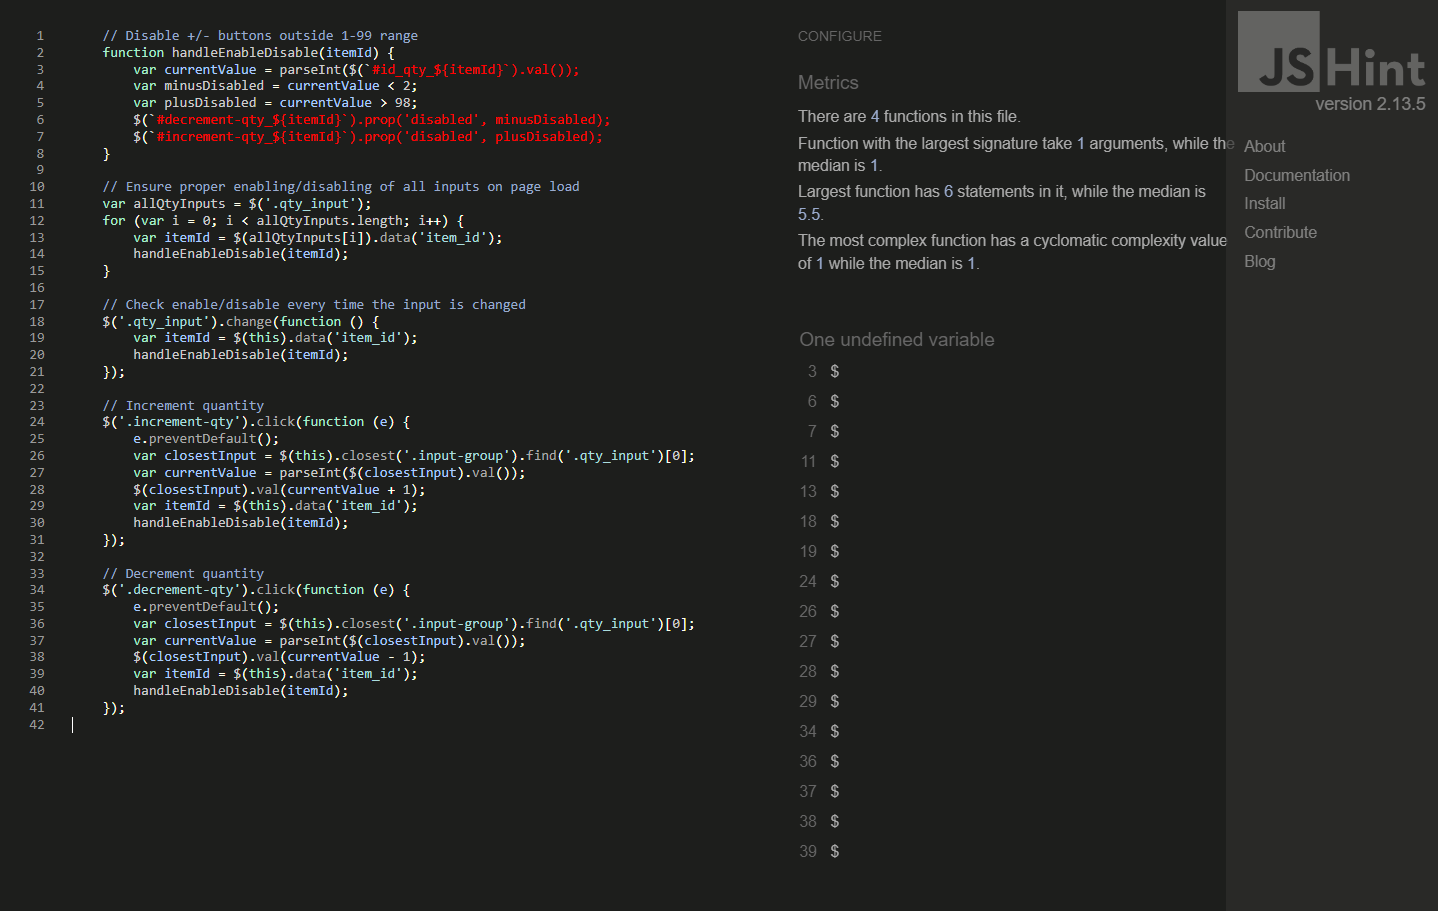 1 // Disable +/- buttons outside 1-99 range
2 function handleEnableDisable(itemId) {
3     var currentValue = parseInt($(`#id_qty_${itemId}`).val());
4     var minusDisabled = currentValue < 2;
5     var plusDisabled = currentValue > 98;
6     $(`#decrement-qty_${itemId}`).prop('disabled', minusDisabled);
7     $(`#increment-qty_${itemId}`).prop('disabled', plusDisabled);
8 }
9
10 // Ensure proper enabling/disabling of all inputs on page load
11 var allQtyInputs = $('.qty_input');
12 for (var i = 0; i < allQtyInputs.length; i++) {
13     var itemId = $(allQtyInputs[i]).data('item_id');
14     handleEnableDisable(itemId);
15 }
16
17 // Check enable/disable every time the input is changed
18 $('.qty_input').change(function () {
19     var itemId = $(this).data('item_id');
20     handleEnableDisable(itemId);
21 });
22
23 // Increment quantity
24 $('.increment-qty').click(function (e) {
25     e.preventDefault();
26     var closestInput = $(this).closest('.input-group').find('.qty_input')[0];
27     var currentValue = parseInt($(closestInput).val());
28     $(closestInput).val(currentValue + 1);
29     var itemId = $(this).data('item_id');
30     handleEnableDisable(itemId);
31 });
32
33 // Decrement quantity
34 $('.decrement-qty').click(function (e) {
35     e.preventDefault();
36     var closestInput = $(this).closest('.input-group').find('.qty_input')[0];
37     var currentValue = parseInt($(closestInput).val());
38     $(closestInput).val(currentValue - 1);
39     var itemId = $(this).data('item_id');
40     handleEnableDisable(itemId);
41 });
42
CONFIGURE
Metrics
There are 4 functions in this file.
Function with the largest signature take 1 arguments, while the
median is 1.
Largest function has 6 statements in it, while the median is
5.5.
The most complex function has a cyclomatic complexity value
of 1 while the median is 1.
One undefined variable
3 $
6 $
7 $
11 $
13 $
18 $
19 $
24 $
26 $
27 $
28 $
29 $
34 $
36 $
37 $
38 $
39 $
JSHint
version 2.13.5
About
Documentation
Install
Contribute
Blog